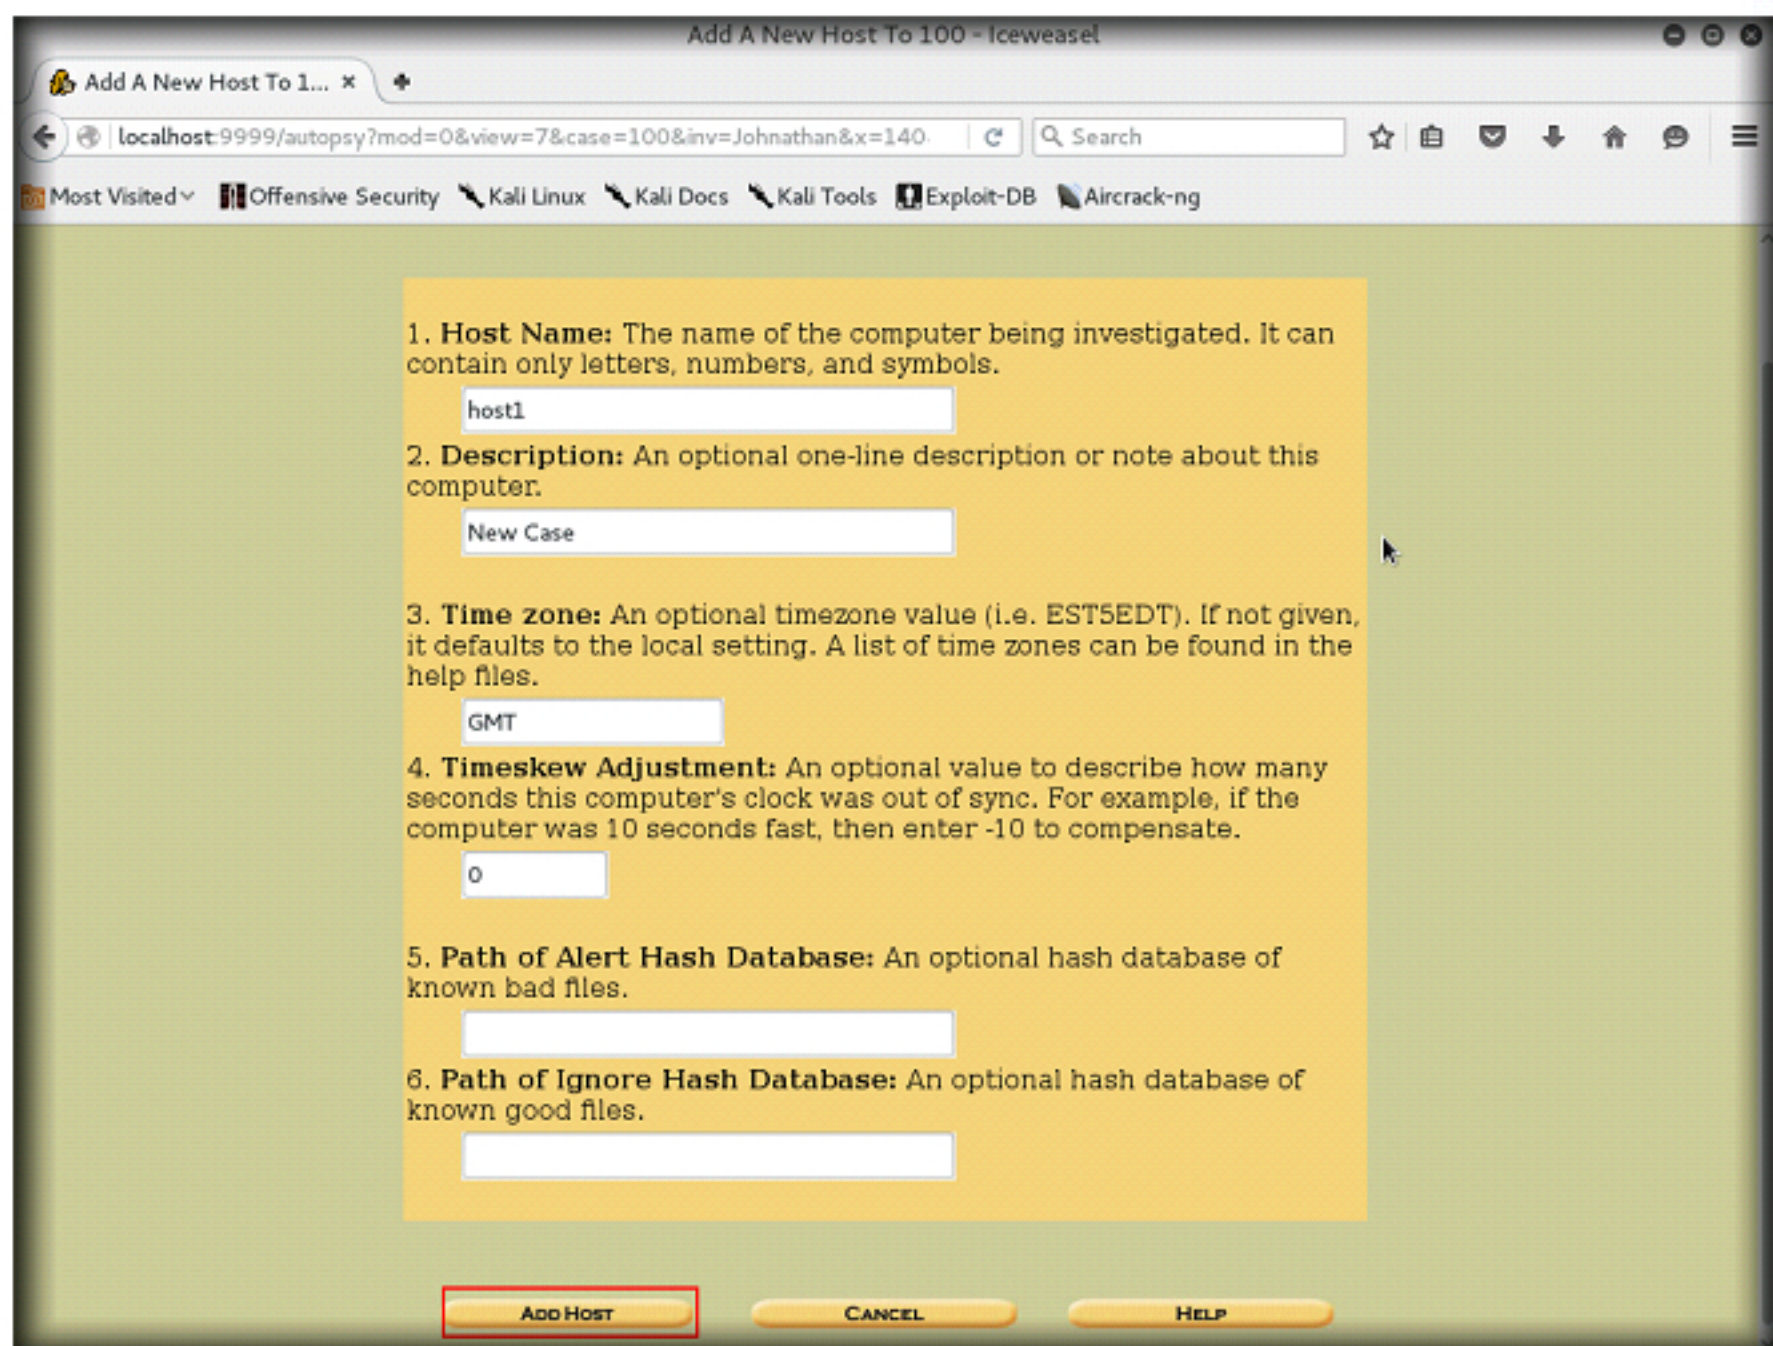 Add A New Host To 100 - Iceweasel
Add A New Host To 1...
localhost:9999/autopsy?mod=0&view=7&case=100&inv=Johnathan&x=140
Search
Most Visited
Offensive Security
Kali Linux
Kali Docs
Kali Tools
Exploit-DB
Aircrack-ng
1. Host Name: The name of the computer being investigated. It can
contain only letters, numbers, and symbols.
host1
2. Description: An optional one-line description or note about this
computer.
New Case
3. Time zone: An optional timezone value (i.e. EST5EDT). If not given,
it defaults to the local setting. A list of time zones can be found in the
help files.
GMT
4. Timeskew Adjustment: An optional value to describe how many
seconds this computer's clock was out of sync. For example, if the
computer was 10 seconds fast, then enter -10 to compensate.
0
5. Path of Alert Hash Database: An optional hash database of
known bad files.
6. Path of Ignore Hash Database: An optional hash database of
known good files.
ADD HOST
CANCEL
HELP